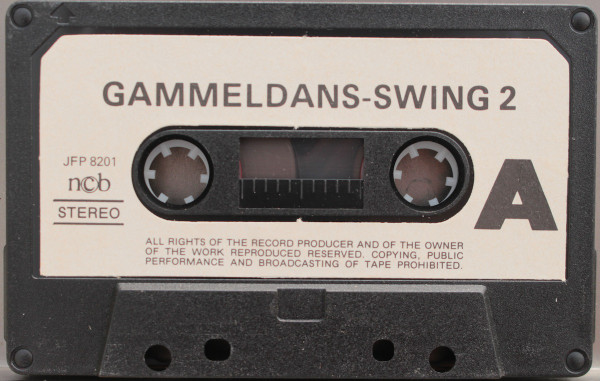 GAMMELDANS-SWING 2
JFP 8201
ncb
STEREO
A
ALL RIGHTS OF THE RECORD PRODUCER AND OF THE OWNER
OF THE WORK REPRODUCED RESERVED. COPYING, PUBLIC
PERFORMANCE AND BROADCASTING OF TAPE PROHIBITED.